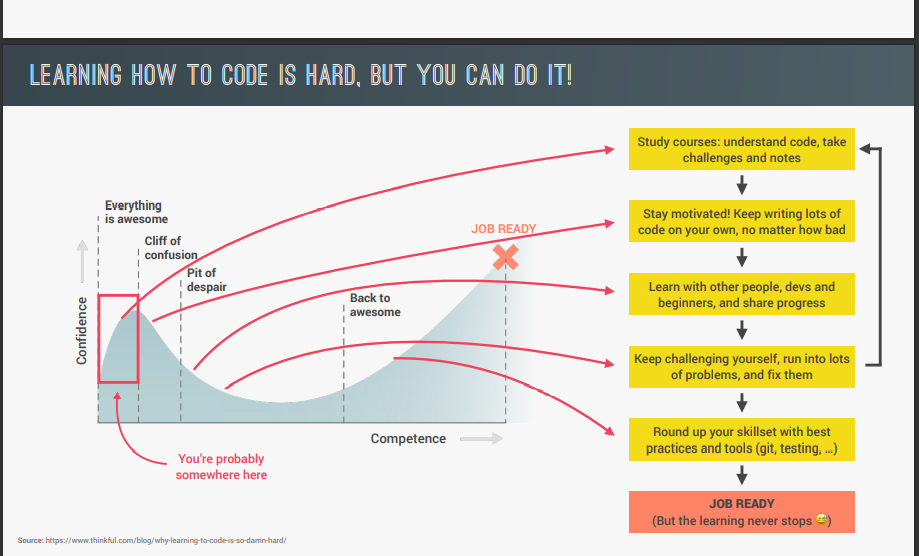 LEARNING HOW TO CODE IS HARD, BUT YOU CAN DO IT!
Everything
is awesome
Cliff of
confusion
Pit of
despair
Back to
awesome
JOB READY
Confidence
Competence
You're probably
somewhere here
Study courses: understand code, take
challenges and notes
Stay motivated! Keep writing lots of
code on your own, no matter how bad
Learn with other people, devs and
beginners, and share progress
Keep challenging yourself, run into lots
of problems, and fix them
Round up your skillset with best
practices and tools (git, testing, ...)
JOB READY
(But the learning never stops 😅)
Source: https://www.thinkful.com/blog/why-learning-to-code-is-so-damn-hard/